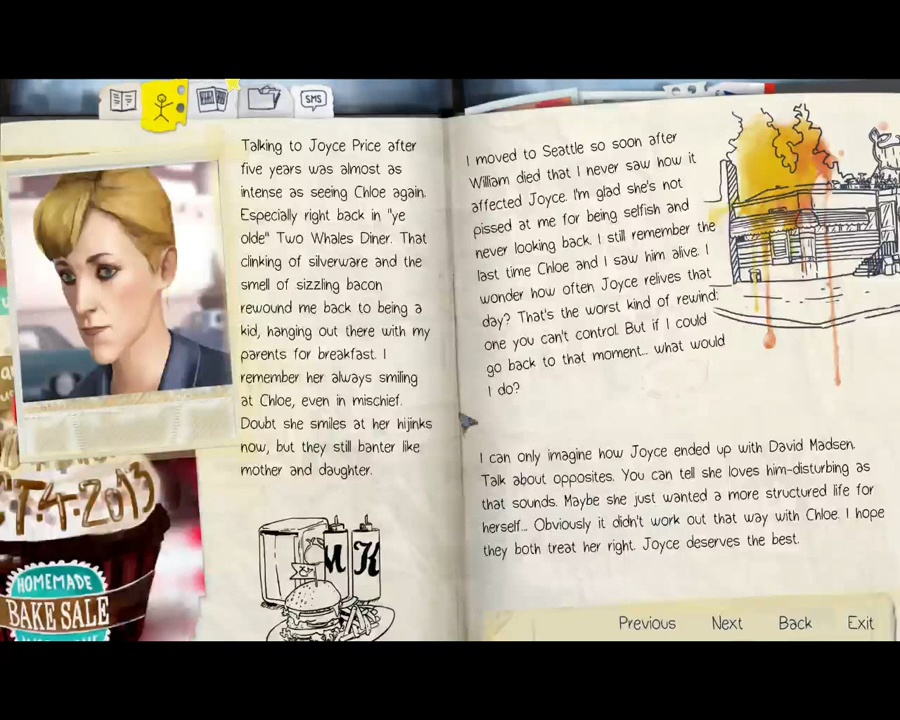 SMS
Talking to Joyce Price after
five years was almost as
intense as seeing Chloe again.
Especially right back in "ye
olde" Two Whales Diner. That
clinking of silverware and the
smell of sizzling bacon
rewound me back to being a
kid, hanging out there with my
parents for breakfast. I
remember her always smiling
at Chloe, even in mischief.
Doubt she smiles at her hijinks
now, but they still banter like
mother and daughter.
M K
HOMEMADE
BAKE SALE
I moved to Seattle so soon after
William died that I never saw how it
affected Joyce. I'm glad she's not
pissed at me for being selfish and
never looking back. I still remember the
last time Chloe and I saw him alive. I
wonder how often Joyce relives that
day? That's the worst kind of rewind:
one you can't control. But if I could
go back to that moment... what would
I do?
I can only imagine how Joyce ended up with David Madsen.
Talk about opposites. You can tell she loves him-disturbing as
that sounds. Maybe she just wanted a more structured life for
herself... Obviously it didn't work out that way with Chloe. I hope
they both treat her right. Joyce deserves the best.
Previous Next Back Exit